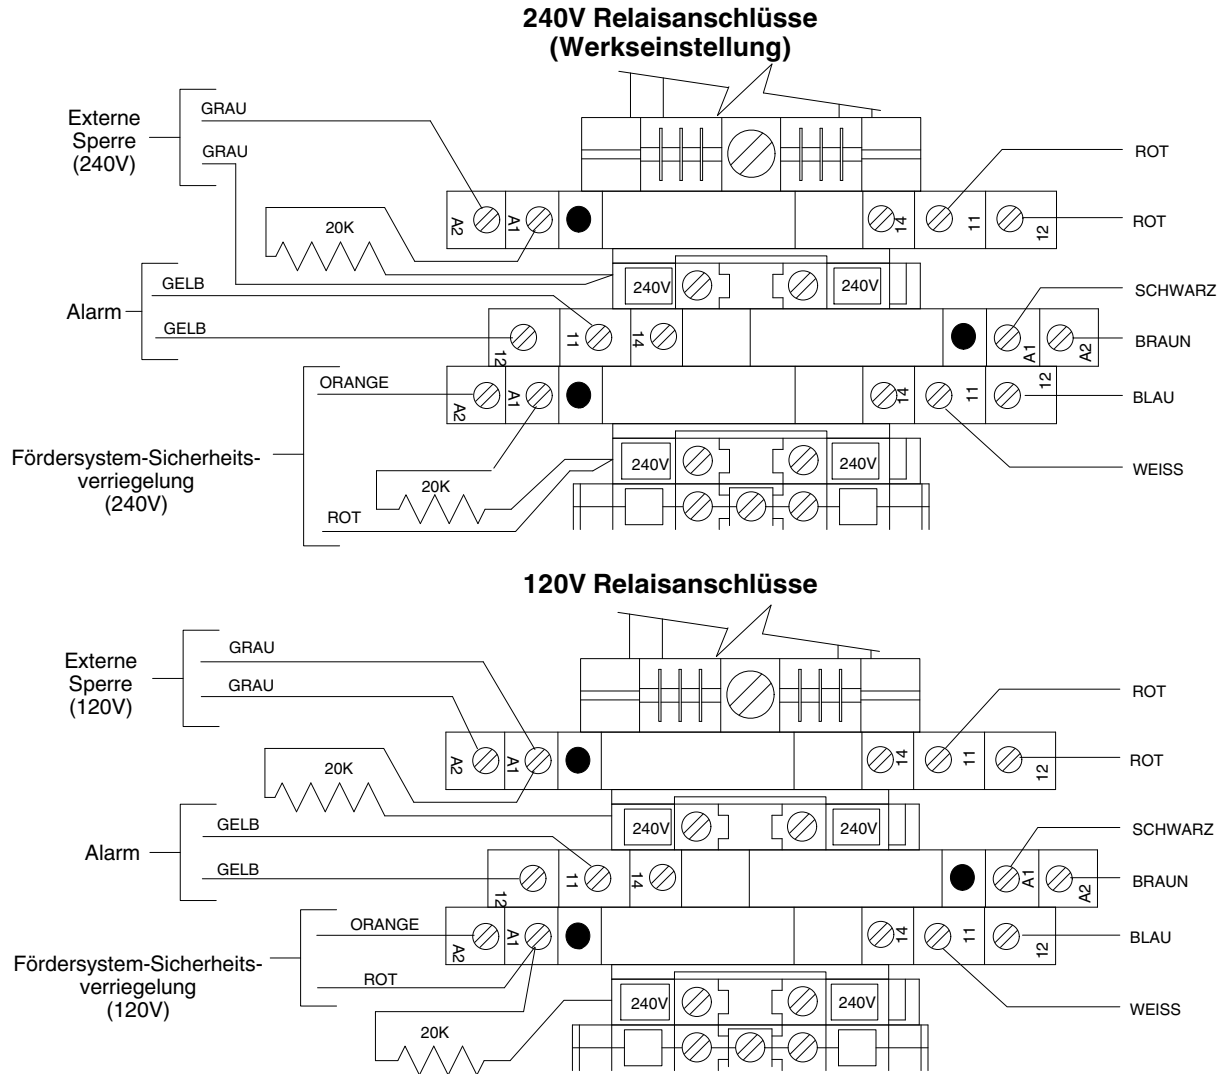 240V Relaisanschlüsse
(Werkseinstellung)
Externe
Sperre
(240V)
GRAU
GRAU
ROT
ROT
A2
A1
14
11
12
20K
240V
240V
Alarm
GELB
GELB
SCHWARZ
BRAUN
12
11
14
A1
A2
Fördersystem-Sicherheits-
verriegelung
(240V)
ORANGE
ROT
A2
A1
14
11
12
BLAU
WEISS
20K
240V
240V
120V Relaisanschlüsse
Externe
Sperre
(120V)
GRAU
GRAU
ROT
ROT
A2
A1
14
11
12
20K
240V
240V
Alarm
GELB
GELB
SCHWARZ
BRAUN
12
11
14
A1
A2
Fördersystem-Sicherheits-
verriegelung
(120V)
ORANGE
ROT
A2
A1
14
11
12
BLAU
WEISS
20K
240V
240V